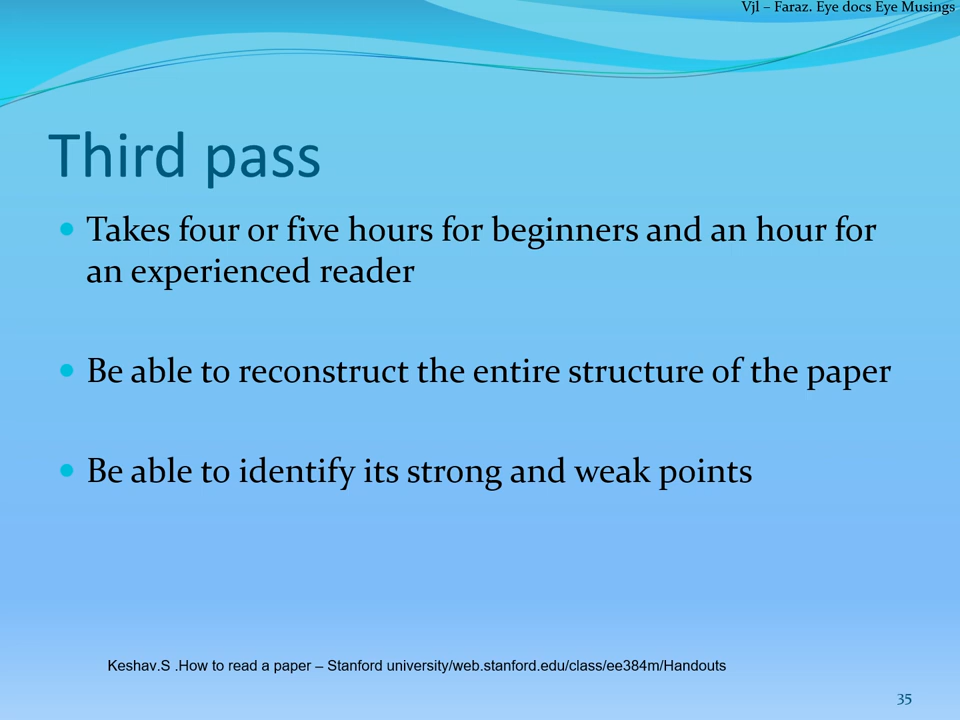 Vjl – Faraz. Eye docs Eye Musings
Third pass
Takes four or five hours for beginners and an hour for
an experienced reader
Be able to reconstruct the entire structure of the paper
Be able to identify its strong and weak points
Keshav.S .How to read a paper – Stanford university/web.stanford.edu/class/ee384m/Handouts
35